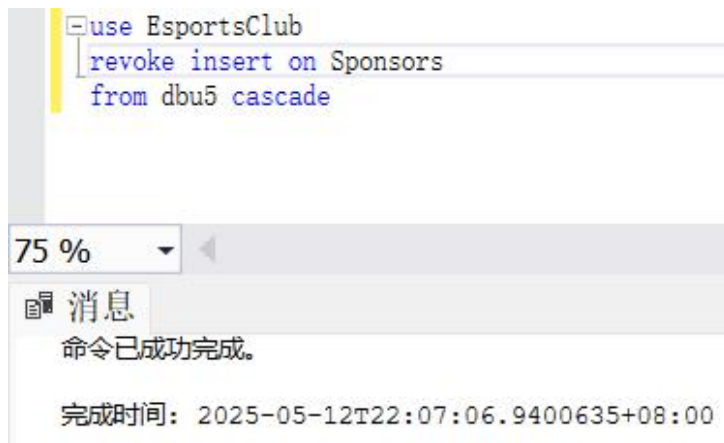 use EsportsClub
revoke insert on Sponsors
from dbu5 cascade
75 %
消息
命令已成功完成。
完成时间: 2025-05-12T22:07:06.9400635+08:00